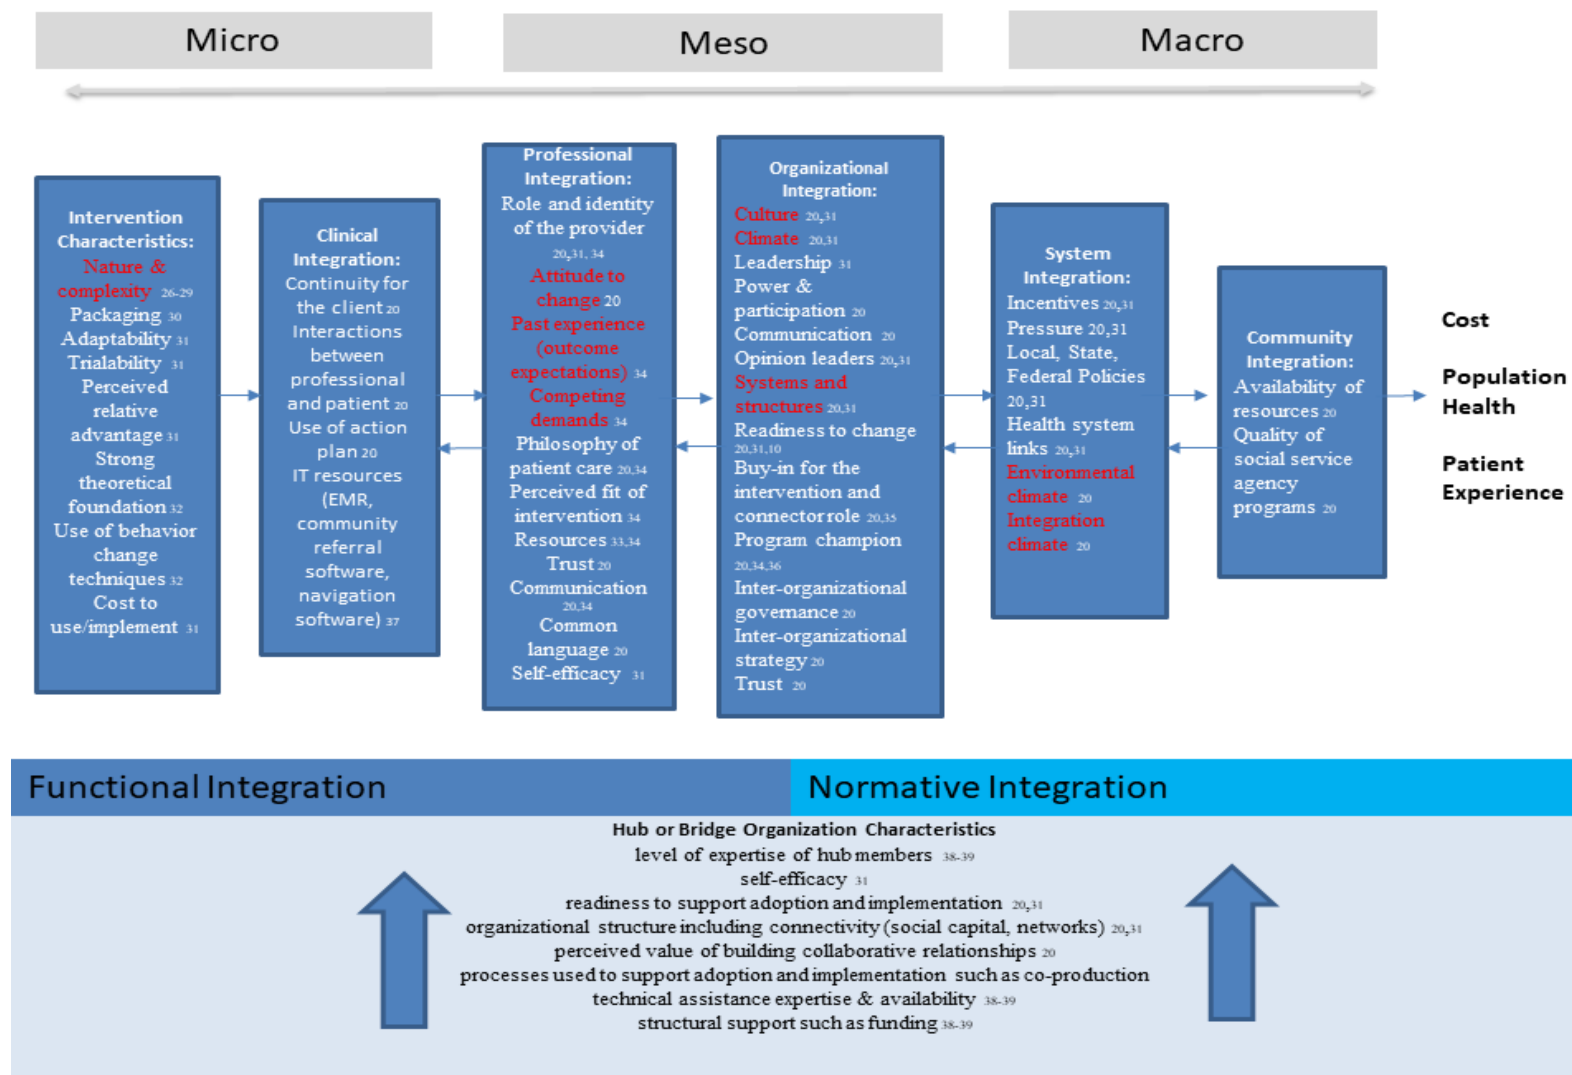 Micro
Meso
Macro
Intervention
Characteristics:
Nature &
complexity 26-29
Packaging 30
Adaptability 31
Trialability 31
Perceived
relative
advantage 31
Strong
theoretical
foundation 32
Use of behavior
change
techniques 32
Cost to
use/implement 31
Clinical
Integration:
Continuity for
the client 20
Interactions
between
professional
and patient 20
Use of action
plan 20
IT resources
(EMR,
community
referral
software,
navigation
software) 37
Professional
Integration:
Role and identity
of the provider
20,31, 34
Attitude to
change 20
Past experience
(outcome
expectations) 34
Competing
demands 34
Philosophy of
patient care 20,34
Perceived fit of
intervention 34
Resources 33,34
Trust 20
Communication
20,34
Common
language 20
Self-efficacy 31
Organizational
Integration:
Culture 20,31
Climate 20,31
Leadership 31
Power &
participation 20
Communication 20
Opinion leaders 20,31
Systems and
structures 20,31
Readiness to change
20,31,10
Buy-in for the
intervention and
connector role 20,35
Program champion
20,34,36
Inter-organizational
governance 20
Inter-organizational
strategy 20
Trust 20
System
Integration:
Incentives 20,31
Pressure 20,31
Local, State,
Federal Policies
20,31
Health system
links 20,31
Environmental
climate 20
Integration
climate 20
Community
Integration:
Availability of
resources 20
Quality of
social service
agency
programs 20
Cost
Population
Health
Patient
Experience
Functional Integration
Normative Integration
Hub or Bridge Organization Characteristics
level of expertise of hub members 38-39
self-efficacy 31
readiness to support adoption and implementation 20,31
organizational structure including connectivity (social capital, networks) 20,31
perceived value of building collaborative relationships 20
processes used to support adoption and implementation such as co-production
technical assistance expertise & availability 38-39
structural support such as funding 38-39